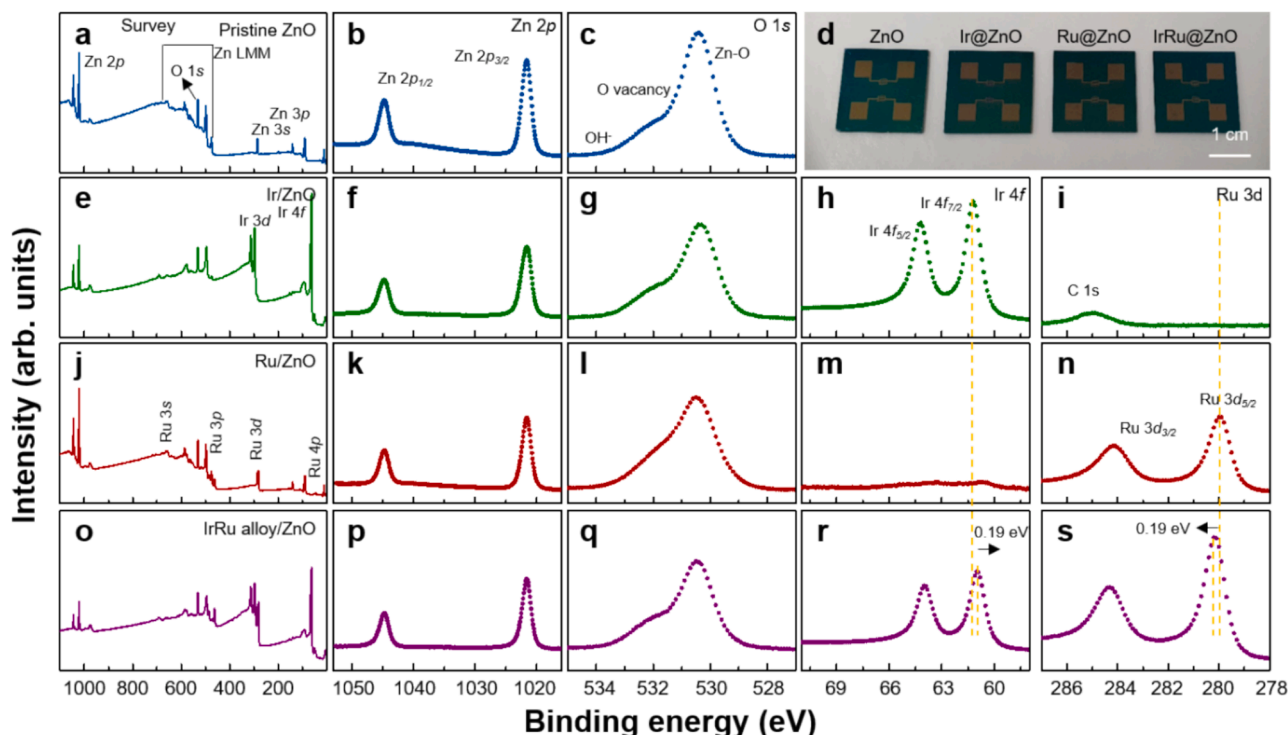 a
Survey
Pristine ZnO
Zn 2p
O 1s
Zn LMM
Zn 3s
Zn 3p
b
Zn 2p
Zn 2p1/2
Zn 2p3/2
c
O 1s
Zn-O
O vacancy
OH-
d
ZnO
Ir@ZnO
Ru@ZnO
IrRu@ZnO
1 cm
e
Ir/ZnO
Ir 3d
Ir 4f
f
g
h
Ir 4f
Ir 4f7/2
Ir 4f5/2
i
Ru 3d
C 1s
j
Ru/ZnO
Ru 3s
Ru 3p
Ru 3d
Ru 4p
k
l
m
n
Ru 3d5/2
Ru 3d3/2
o
IrRu alloy/ZnO
p
q
r
0.19 eV
s
0.19 eV
1000 800 600 400 200
1050 1040 1030 1020
534 532 530 528
69 66 63 60
286 284 282 280 278
Intensity (arb. units)
Binding energy (eV)